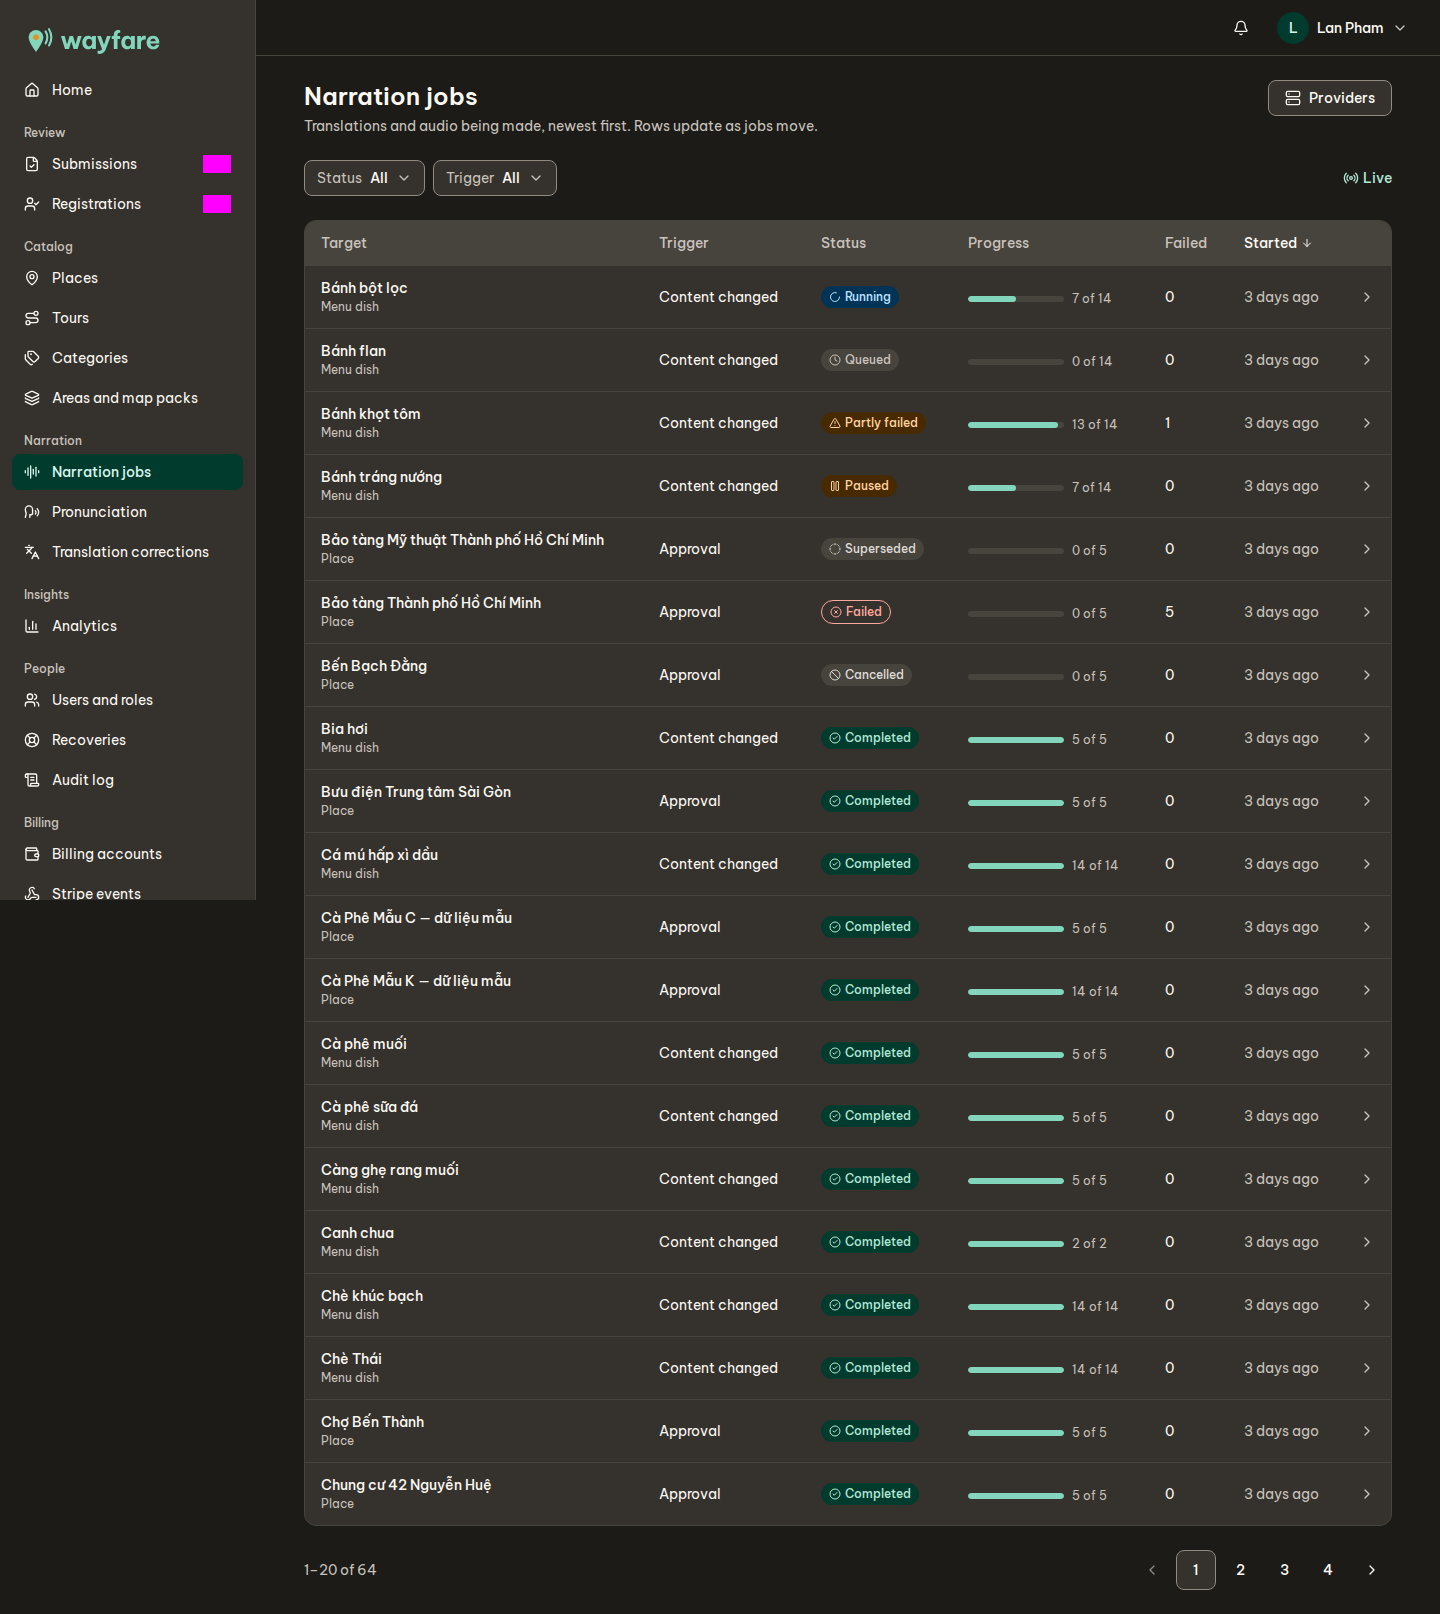 wayfare
L Lan Pham
Home
Review
Submissions
Registrations
Catalog
Places
Tours
Categories
Areas and map packs
Narration
Narration jobs
Pronunciation
Translation corrections
Insights
Analytics
People
Users and roles
Recoveries
Audit log
Billing
Billing accounts
Stripe events
Narration jobs
Providers
Translations and audio being made, newest first. Rows update as jobs move.
Status All
Trigger All
Live
Target Trigger Status Progress Failed Started
Bánh bột lọc
Menu dish
Content changed Running 7 of 14 0 3 days ago
Bánh flan
Menu dish
Content changed Queued 0 of 14 0 3 days ago
Bánh khọt tôm
Menu dish
Content changed Partly failed 13 of 14 1 3 days ago
Bánh tráng nướng
Menu dish
Content changed Paused 7 of 14 0 3 days ago
Bảo tàng Mỹ thuật Thành phố Hồ Chí Minh
Place
Approval Superseded 0 of 5 0 3 days ago
Bảo tàng Thành phố Hồ Chí Minh
Place
Approval Failed 0 of 5 5 3 days ago
Bến Bạch Đằng
Place
Approval Cancelled 0 of 5 0 3 days ago
Bia hơi
Menu dish
Content changed Completed 5 of 5 0 3 days ago
Bưu điện Trung tâm Sài Gòn
Place
Approval Completed 5 of 5 0 3 days ago
Cá mú hấp xì dầu
Menu dish
Content changed Completed 14 of 14 0 3 days ago
Cà Phê Mẫu C — dữ liệu mẫu
Place
Approval Completed 5 of 5 0 3 days ago
Cà Phê Mẫu K — dữ liệu mẫu
Place
Approval Completed 14 of 14 0 3 days ago
Cà phê muối
Menu dish
Content changed Completed 5 of 5 0 3 days ago
Cà phê sữa đá
Menu dish
Content changed Completed 5 of 5 0 3 days ago
Càng ghẹ rang muối
Menu dish
Content changed Completed 5 of 5 0 3 days ago
Canh chua
Menu dish
Content changed Completed 2 of 2 0 3 days ago
Chè khúc bạch
Menu dish
Content changed Completed 14 of 14 0 3 days ago
Chè Thái
Menu dish
Content changed Completed 14 of 14 0 3 days ago
Chợ Bến Thành
Place
Approval Completed 5 of 5 0 3 days ago
Chung cư 42 Nguyễn Huệ
Place
Approval Completed 5 of 5 0 3 days ago
1–20 of 64
1 2 3 4